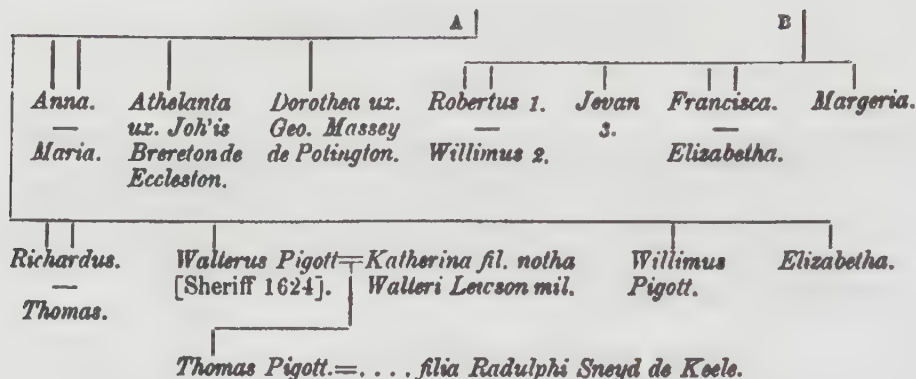 A B
Anna. Athelanta Dorothea ux. Robertus 1. Jevan Francisca. Margeria.
— ux. Joh'is Geo. Massey — 3. —
Maria. Brereton de de Potington. Willimus 2. Elizabetha.
Eccleston.
Richardus. Walterus Pigott=Katherina fil. notha Willimus Elizabetha.
— [Sheriff 1624]. Walteri Lewcson mil. Pigott.
Thomas.
Thomas Pigott.=. . . . filia Radulphi Sneyd de Keele.